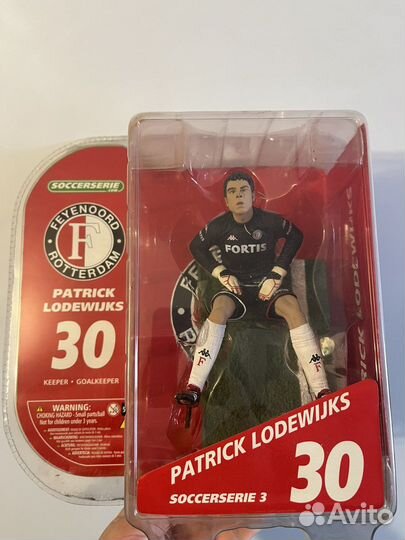 SOCCERSERIE
.COM
FEYENOORD
F
ROTTERDAM
PATRICK
LODEWIJKS
30
KEEPER • GOALKEEPER
WARNING:
CHOKING HAZARD - Small parts/ball
Not for children under 3 years.
FORTIS
LODEWIJKS
PATRICK LODEWIJKS
SOCCERSERIE 3
30
Avito